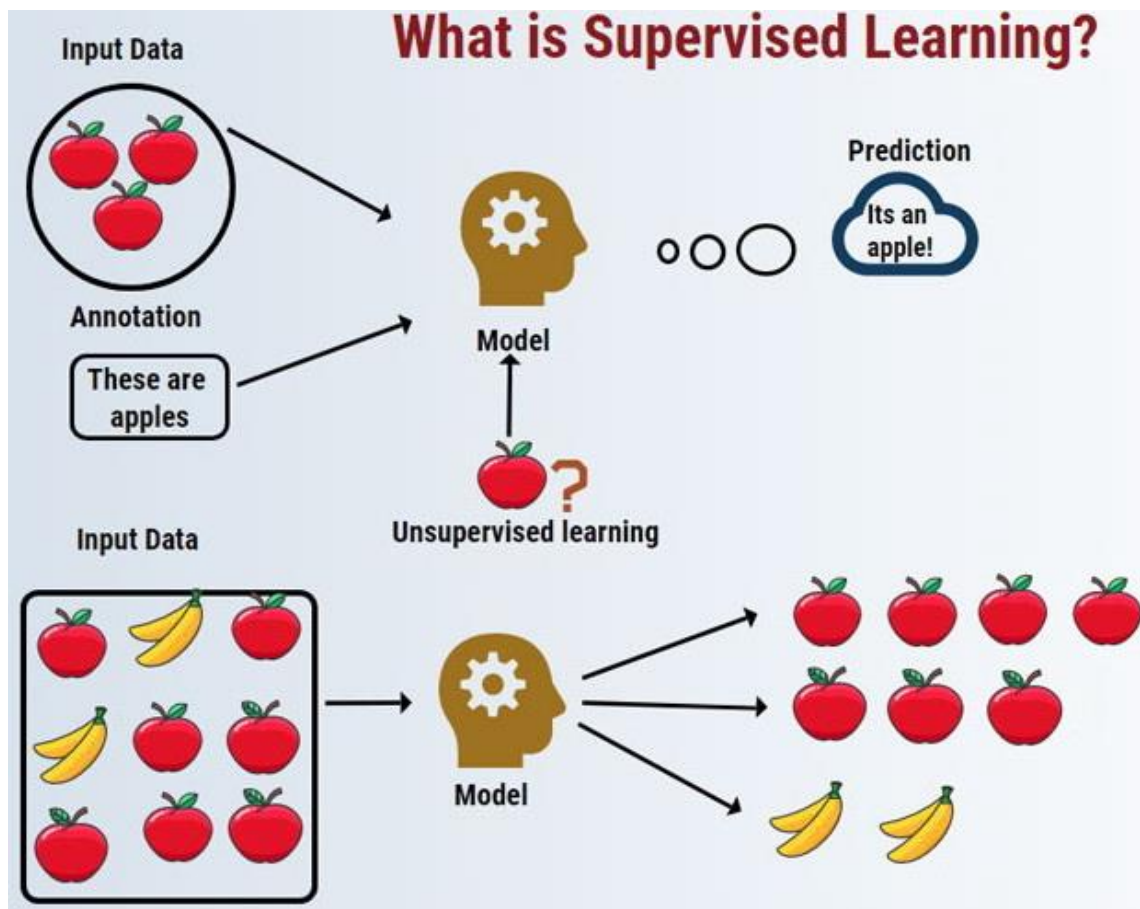 What is Supervised Learning?
Input Data
Prediction
Its an
apple!
Annotation
These are
apples
Model
?
Unsupervised learning
Input Data
Model